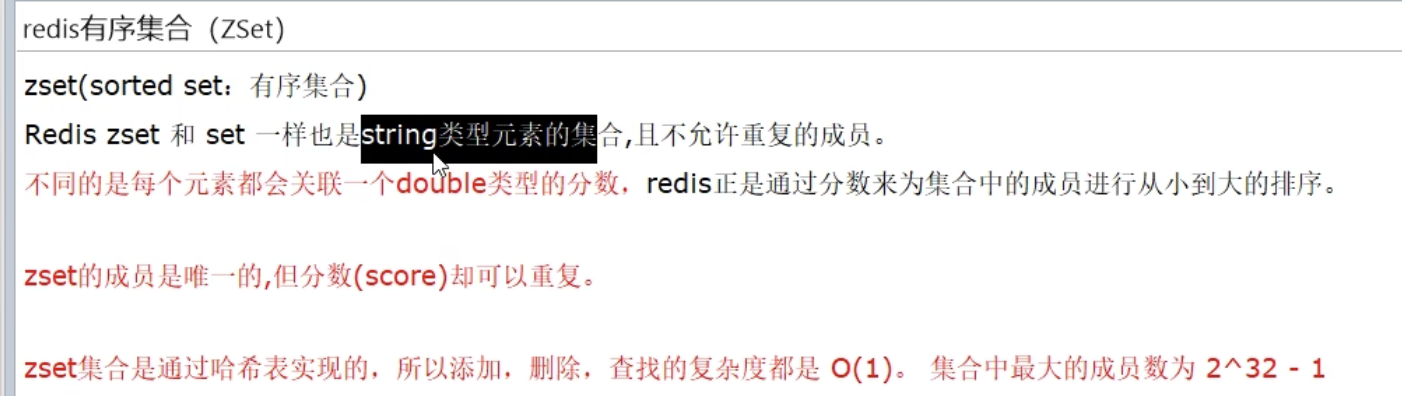 redis有序集合（ZSet）
zset(sorted set：有序集合)
Redis zset 和 set 一样也是string类型元素的集合,且不允许重复的成员。
不同的是每个元素都会关联一个double类型的分数，redis正是通过分数来为集合中的成员进行从小到大的排序。
zset的成员是唯一的,但分数(score)却可以重复。
zset集合是通过哈希表实现的，所以添加，删除，查找的复杂度都是 O(1)。 集合中最大的成员数为 2^32 - 1